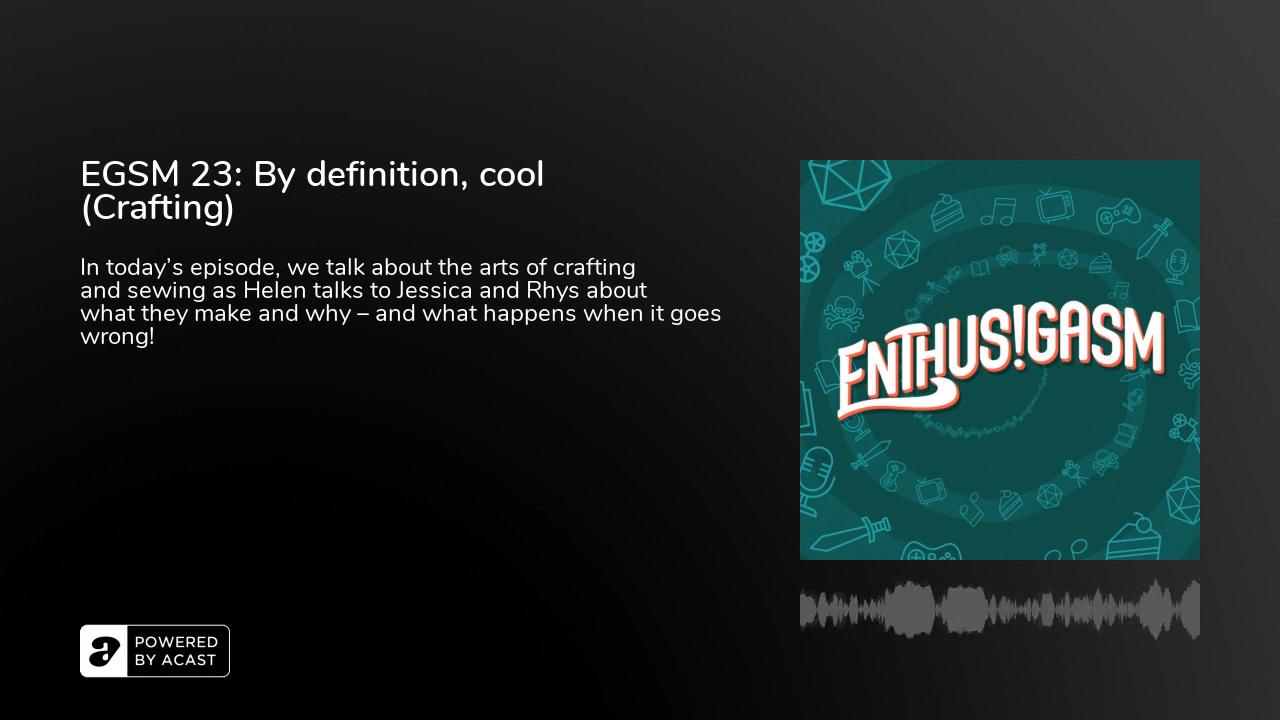 EGSM 23: By definition, cool
(Crafting)
In today’s episode, we talk about the arts of crafting
and sewing as Helen talks to Jessica and Rhys about
what they make and why – and what happens when it goes
wrong!
ENTHUS!GASM
a POWERED
BY ACAST